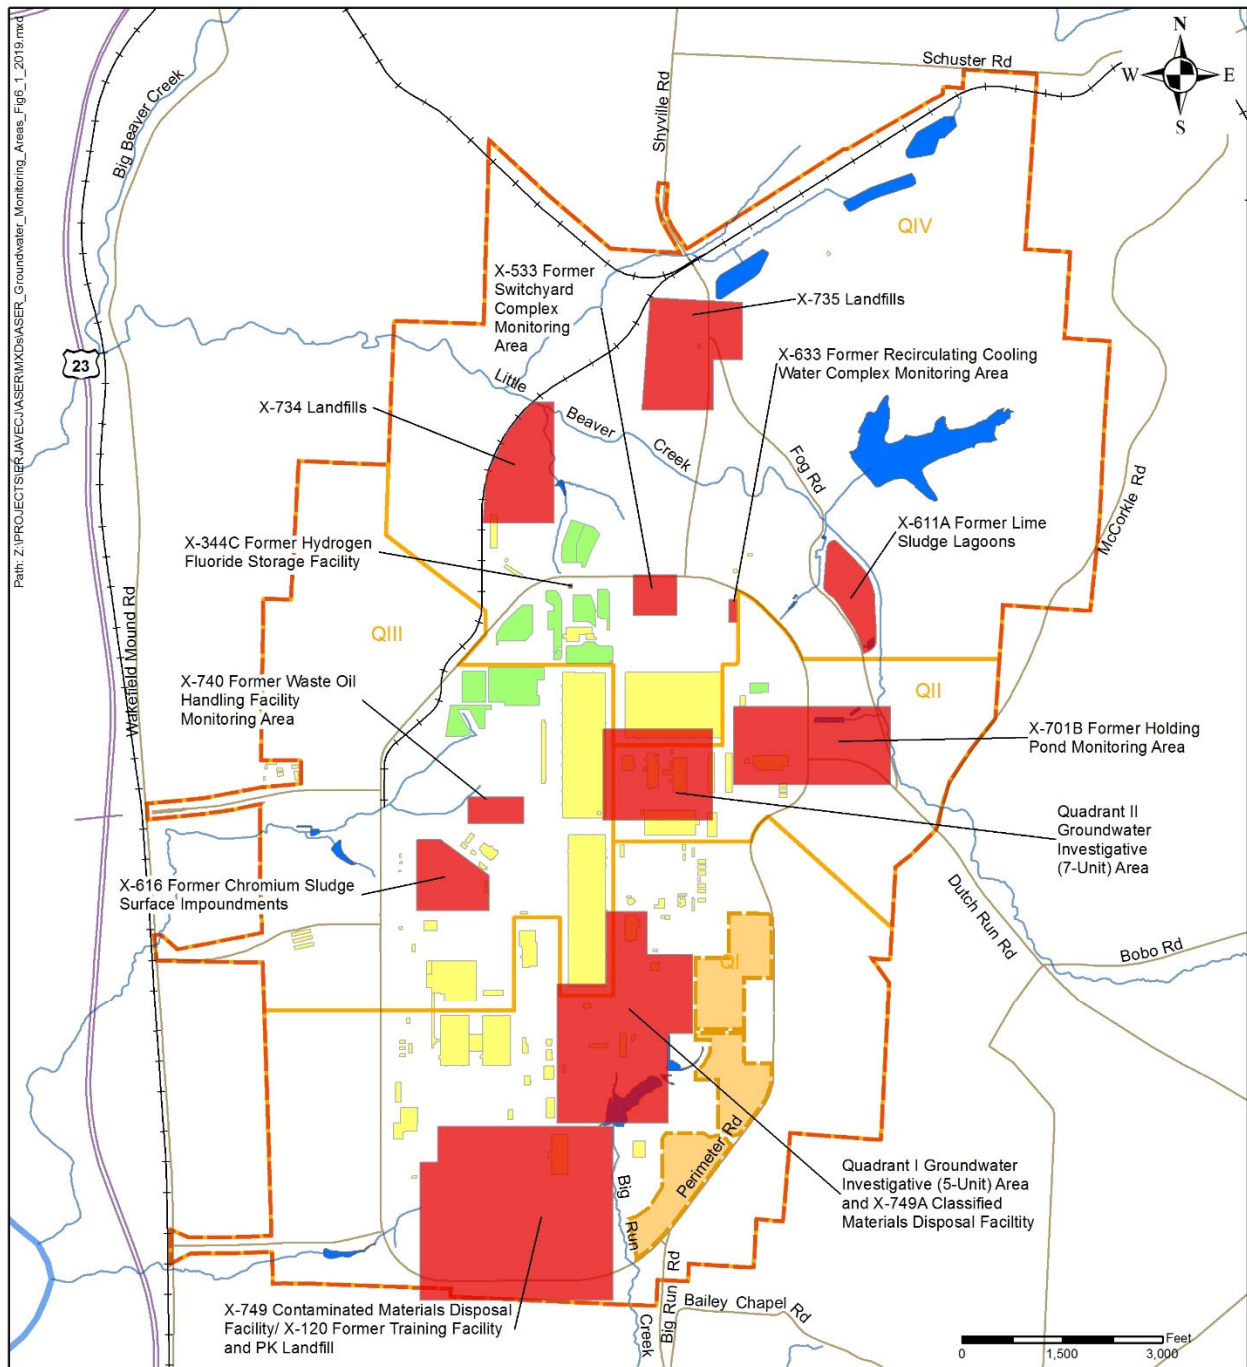 Path: Z:\PROJECTS\ERJAVECJ\ASER\MXDs\ASER_Groundwater_Monitoring_Areas_Fig6_1_2019.mxd
N
W
E
S
Schuster Rd
Shyville Rd
Big Beaver Creek
QIV
X-533 Former
Switchyard
Complex
Monitoring
Area
X-735 Landfills
23
X-633 Former Recirculating Cooling
Water Complex Monitoring Area
Little
Beaver
Creek
X-734 Landfills
Fog Rd
McCorkle Rd
X-611A Former Lime
Sludge Lagoons
X-344C Former Hydrogen
Fluoride Storage Facility
QIII
Wakefield Mound Rd
X-740 Former Waste Oil
Handling Facility
Monitoring Area
QII
X-701B Former Holding
Pond Monitoring Area
Quadrant II
Groundwater
Investigative
(7-Unit) Area
X-616 Former Chromium Sludge
Surface Impoundments
Dutch Run Rd
Bobo Rd
QI
Perimeter Rd
Quadrant I Groundwater
Investigative (5-Unit) Area
and X-749A Classified
Materials Disposal Faciltity
Big
Run
Creek
Big Run Rd
Bailey Chapel Rd
X-749 Contaminated Materials Disposal
Facility/ X-120 Former Training Facility
and PK Landfill
Feet
0
1,500
3,000